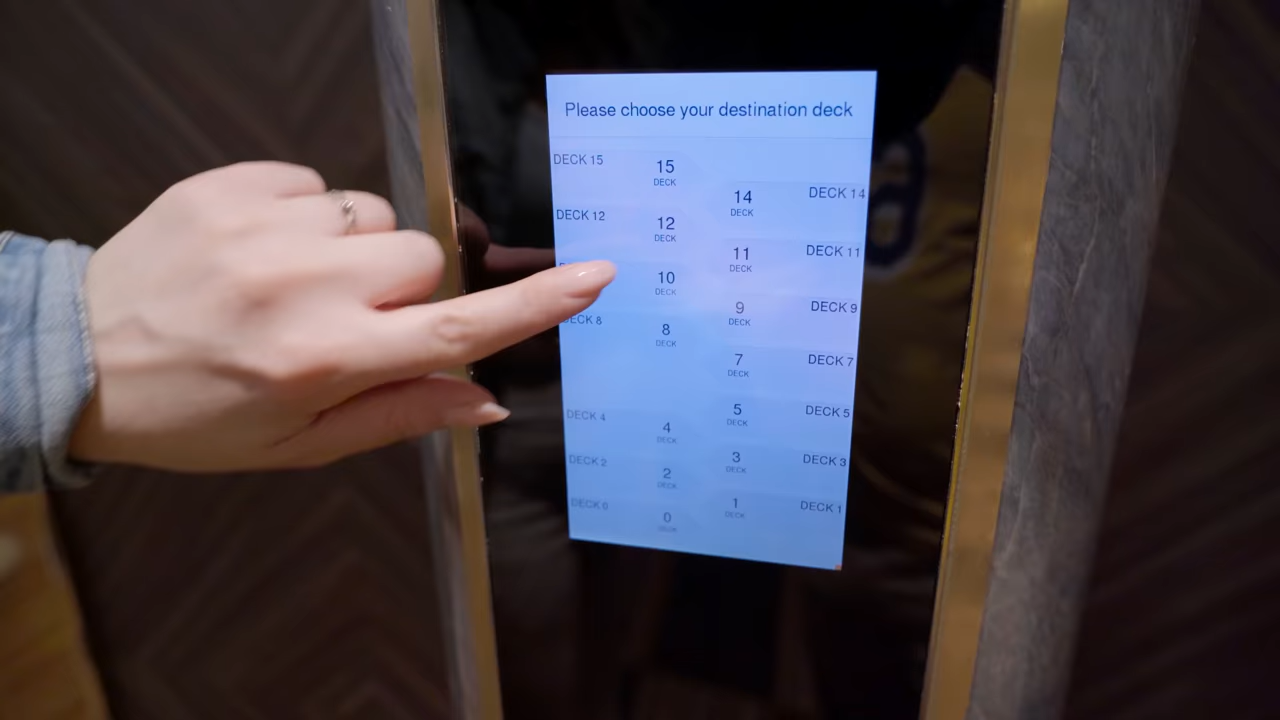 Please choose your destination deck
DECK 15
15
DECK
14
DECK
DECK 14
DECK 12
12
DECK
11
DECK
DECK 11
10
DECK
9
DECK
DECK 9
DECK 8
8
DECK
7
DECK
DECK 7
5
DECK
DECK 5
DECK 4
4
DECK
3
DECK
DECK 3
DECK 2
2
DECK
1
DECK
DECK 1
DECK 0
0
DECK